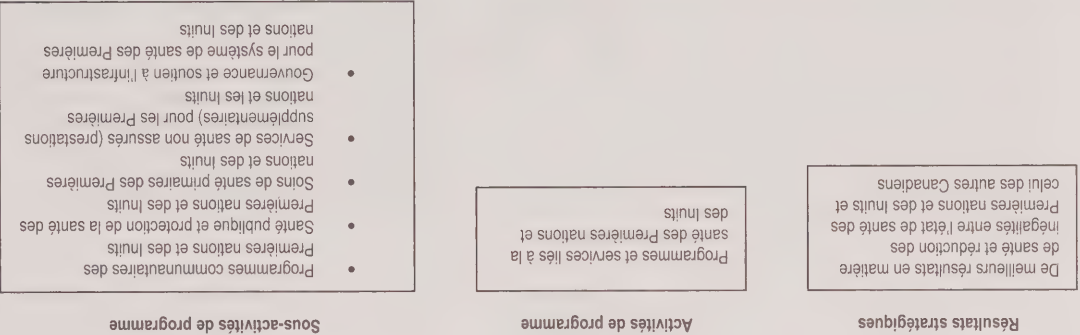 Résultats stratégiques
De meilleurs résultats en matière
de santé et réduction des
inégalités entre l'état de santé des
Premières nations et des Inuits et
celui des autres Canadiens
Activités de programme
Programmes et services liés à la
santé des Premières nations et
des Inuits
Sous-activités de programme
• Programmes communautaires des
Premières nations et des Inuits
• Santé publique et protection de la santé des
Premières nations et des Inuits
• Soins de santé primaires des Premières
nations et des Inuits
• Services de santé non assurés (prestations
supplémentaires) pour les Premières
nations et les Inuits
• Gouvernance et soutien à l'infrastructure
pour le système de santé des Premières
nations et des Inuits